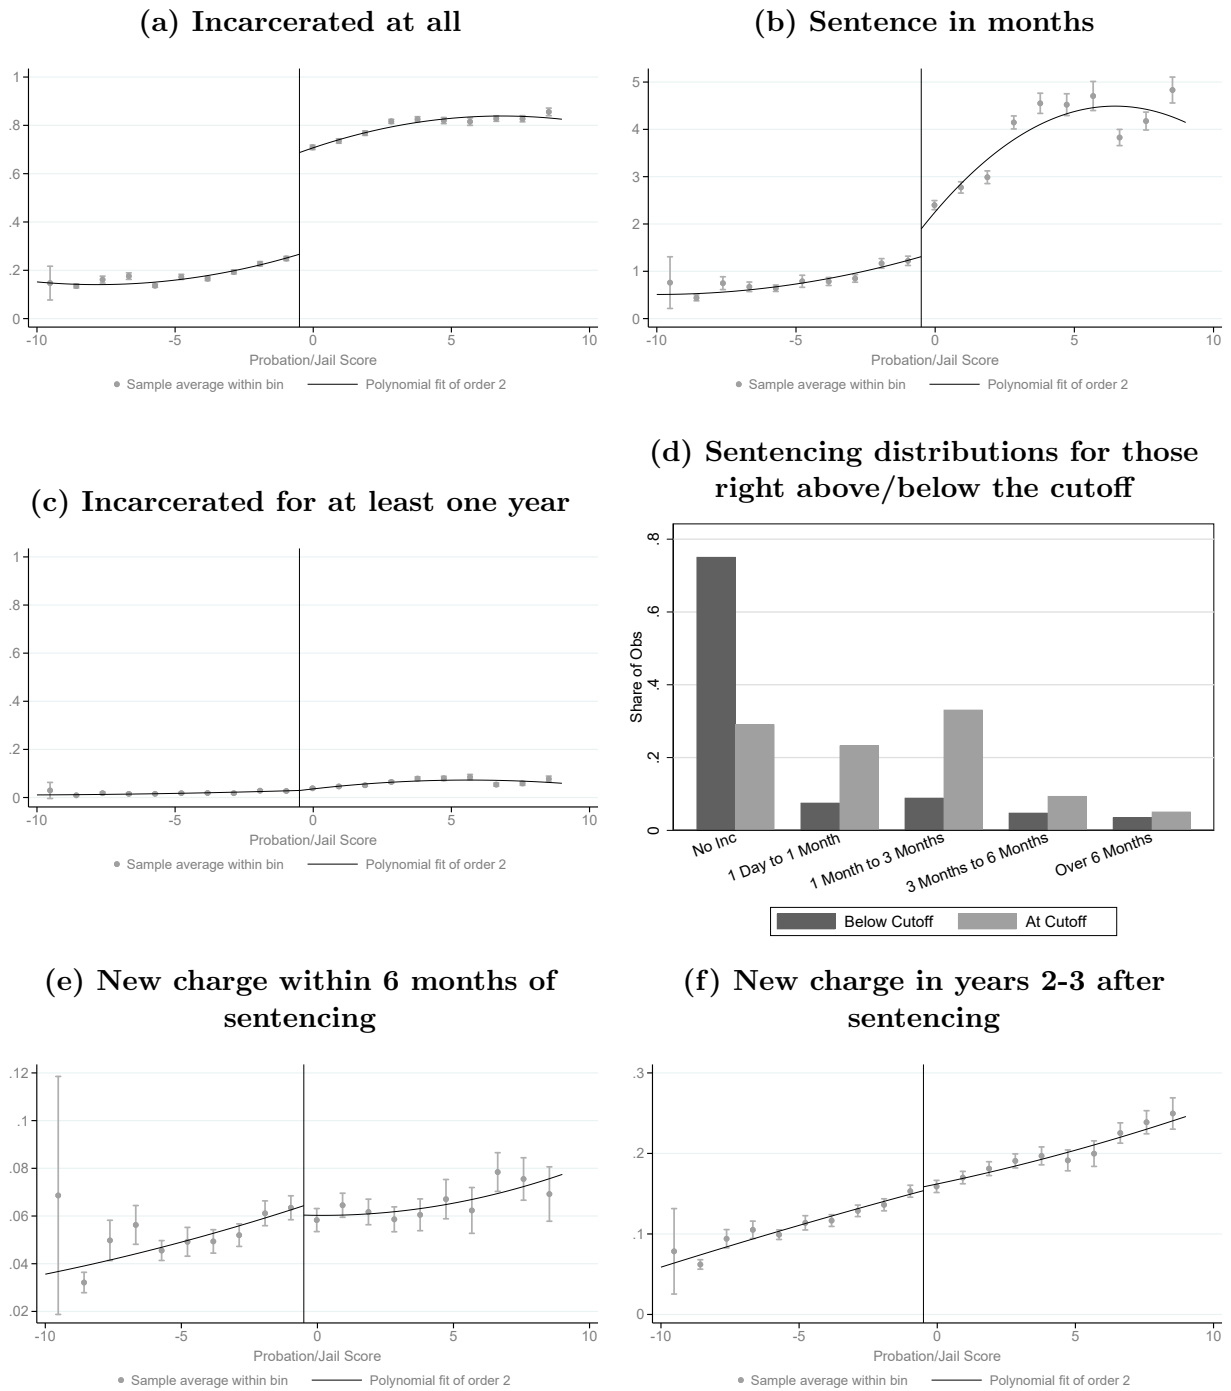 (a) Incarcerated at all
1
.8
.6
.4
.2
0
-10 -5 0 5 10
Probation/Jail Score
Sample average within bin Polynomial fit of order 2
(b) Sentence in months
5
4
3
2
1
0
-10 -5 0 5 10
Probation/Jail Score
Sample average within bin Polynomial fit of order 2
(c) Incarcerated for at least one year
1
.8
.6
.4
.2
0
-10 -5 0 5 10
Probation/Jail Score
Sample average within bin Polynomial fit of order 2
(d) Sentencing distributions for those
right above/below the cutoff
Share of Obs
.8
.6
.4
.2
0
No Inc
1 Day to 1 Month
1 Month to 3 Months
3 Months to 6 Months
Over 6 Months
Below Cutoff At Cutoff
(e) New charge within 6 months of
sentencing
.12
.1
.08
.06
.04
.02
-10 -5 0 5 10
Probation/Jail Score
Sample average within bin Polynomial fit of order 2
(f) New charge in years 2-3 after
sentencing
.3
.2
.1
0
-10 -5 0 5 10
Probation/Jail Score
Sample average within bin Polynomial fit of order 2